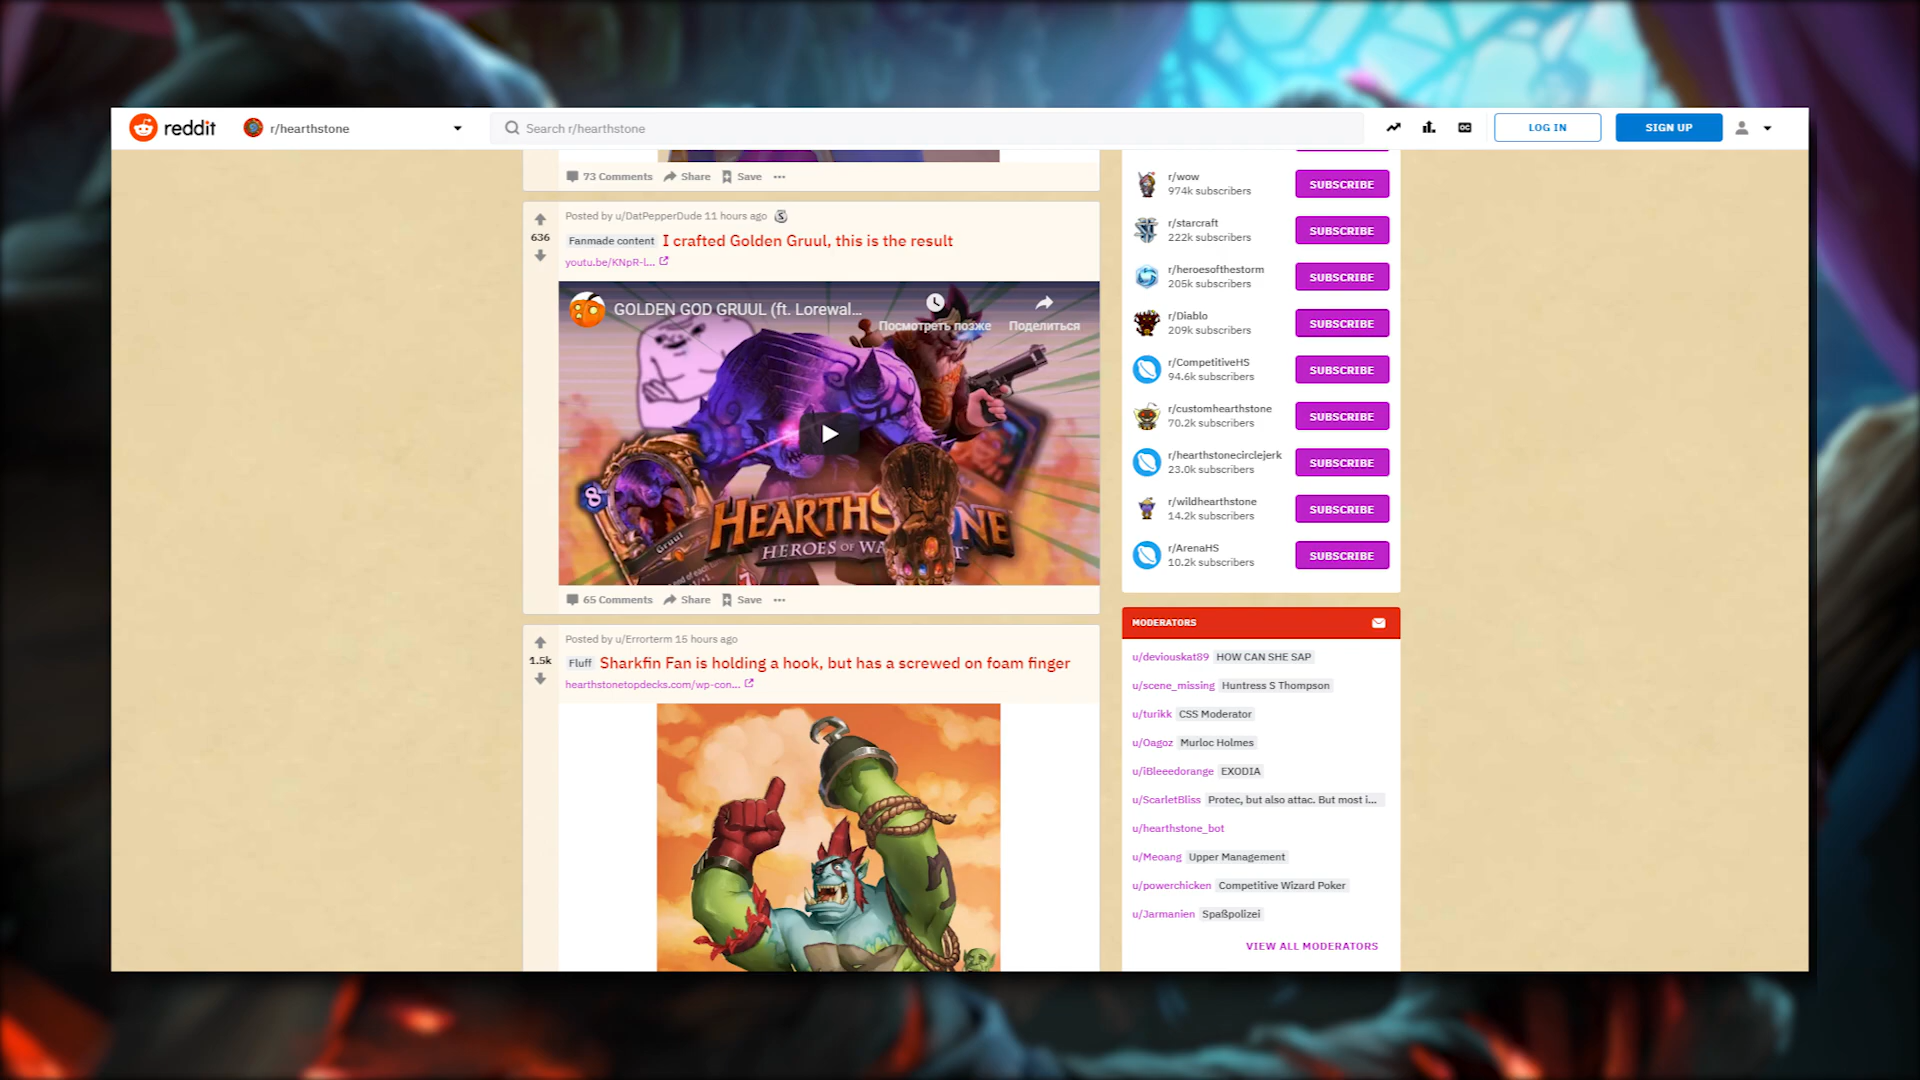 reddit
r/hearthstone
Search r/hearthstone
LOG IN
SIGN UP
73 Comments
Share
Save
Posted by u/DatPepperDude 11 hours ago
636
Fanmade content
I crafted Golden Gruul, this is the result
youtu.be/KNpR-l...
GOLDEN GOD GRUUL (ft. Lorewal...
Посмотреть позже
Поделиться
8
Gruul
HEARTHSTONE
HEROES OF
65 Comments
Share
Save
Posted by u/Errorterm 15 hours ago
1.5k
Fluff
Sharkfin Fan is holding a hook, but has a screwed on foam finger
hearthstonetopdecks.com/wp-con...
r/wow
974k subscribers
SUBSCRIBE
r/starcraft
222k subscribers
SUBSCRIBE
r/heroesofthestorm
205k subscribers
SUBSCRIBE
r/Diablo
209k subscribers
SUBSCRIBE
r/CompetitiveHS
94.6k subscribers
SUBSCRIBE
r/customhearthstone
70.2k subscribers
SUBSCRIBE
r/hearthstonecirclejerk
23.0k subscribers
SUBSCRIBE
r/wildhearthstone
14.2k subscribers
SUBSCRIBE
r/ArenaHS
10.2k subscribers
SUBSCRIBE
MODERATORS
u/deviouskat89 HOW CAN SHE SAP
u/scene_missing Huntress S Thompson
u/turikk CSS Moderator
u/Oagoz Murloc Holmes
u/iBleeedorange EXODIA
u/ScarletBliss Protec, but also attac. But most i...
u/hearthstone_bot
u/Meoang Upper Management
u/powerchicken Competitive Wizard Poker
u/Jarmanien Spaßpolizei
VIEW ALL MODERATORS